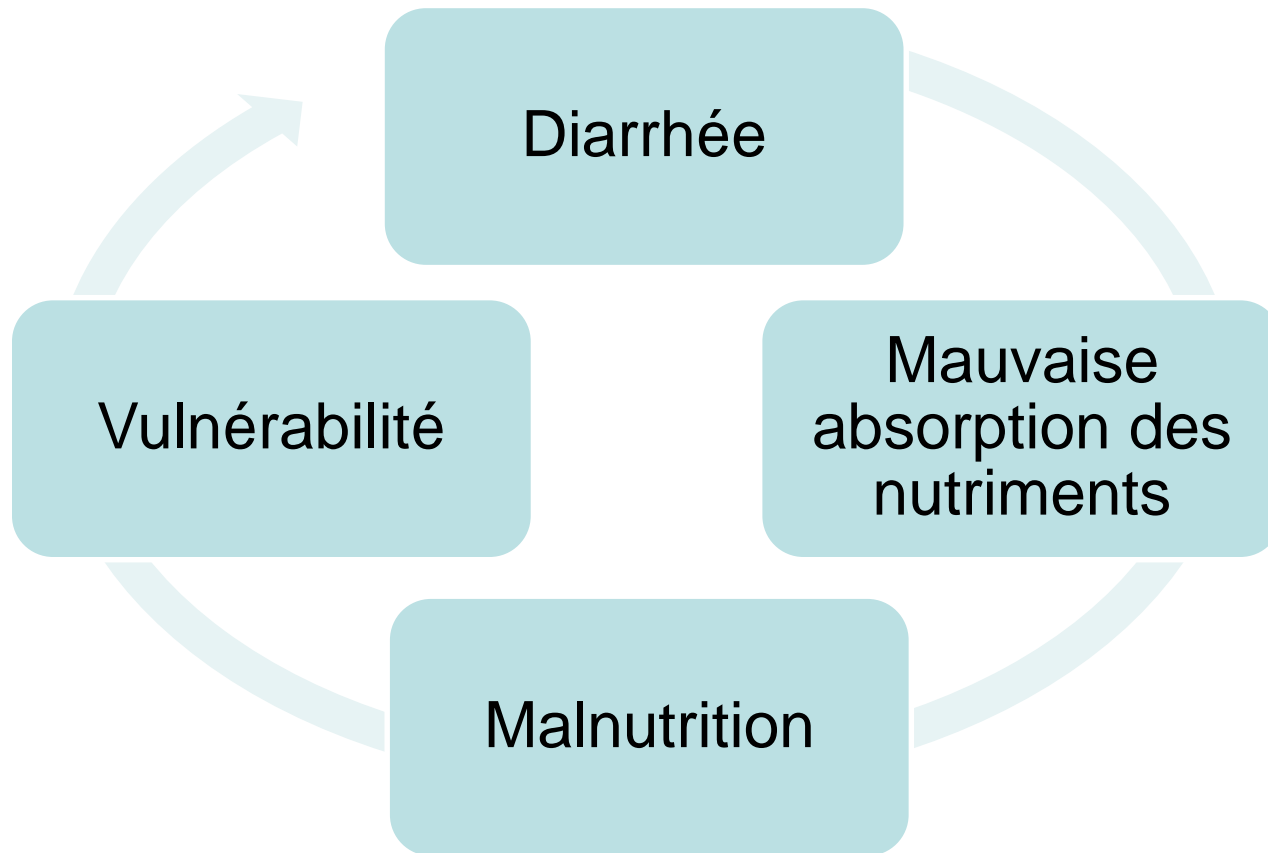 Diarrhée
Mauvaise
absorption des
nutriments
Malnutrition
Vulnérabilité